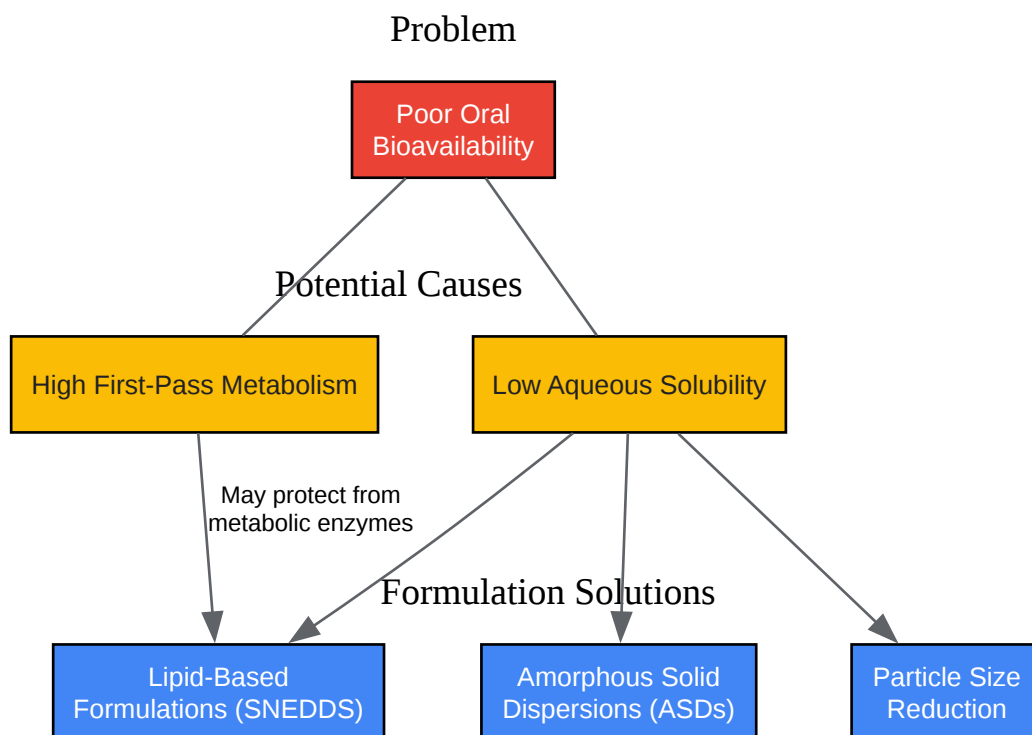 Problem
Poor Oral
Bioavailability
Potential Causes
High First-Pass Metabolism
Low Aqueous Solubility
May protect from
metabolic enzymes
Formulation Solutions
Lipid-Based
Formulations (SNEDDS)
Amorphous Solid
Dispersions (ASDs)
Particle Size
Reduction